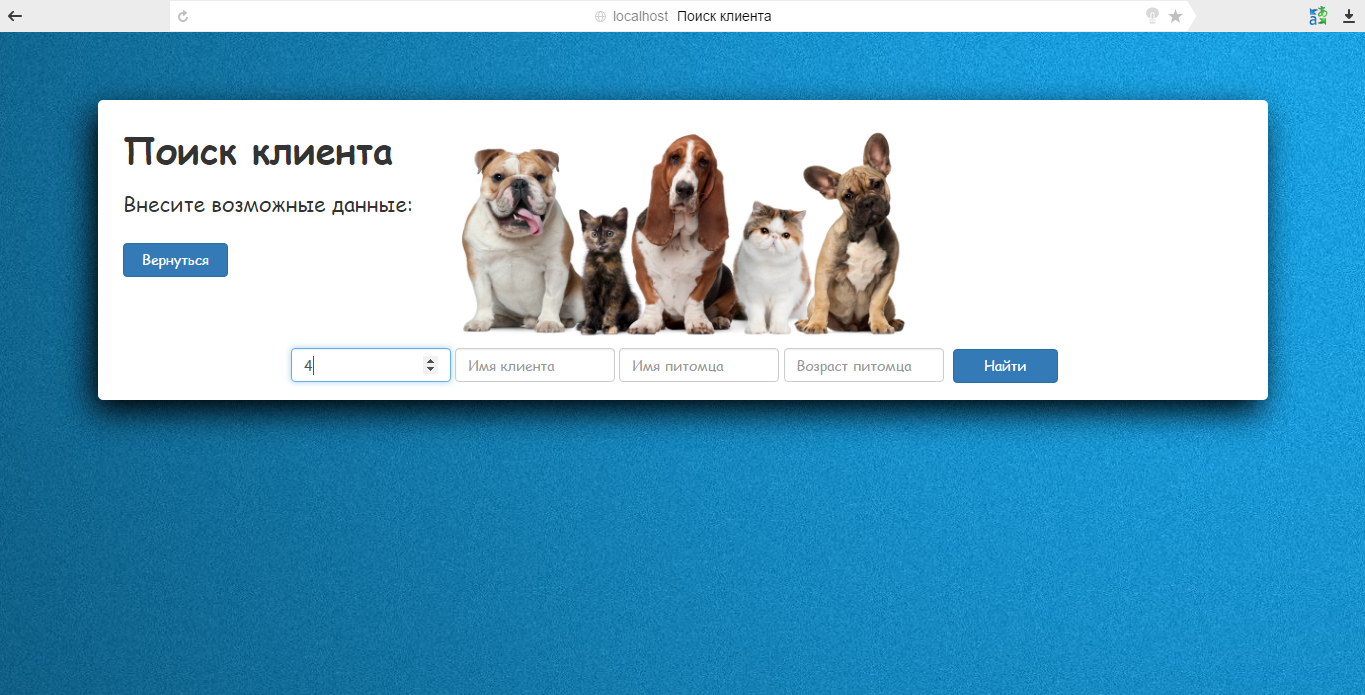 localhost Поиск клиента
Поиск клиента
Внесите возможные данные:
Вернуться
4 Имя клиента Имя питомца Возраст питомца Найти